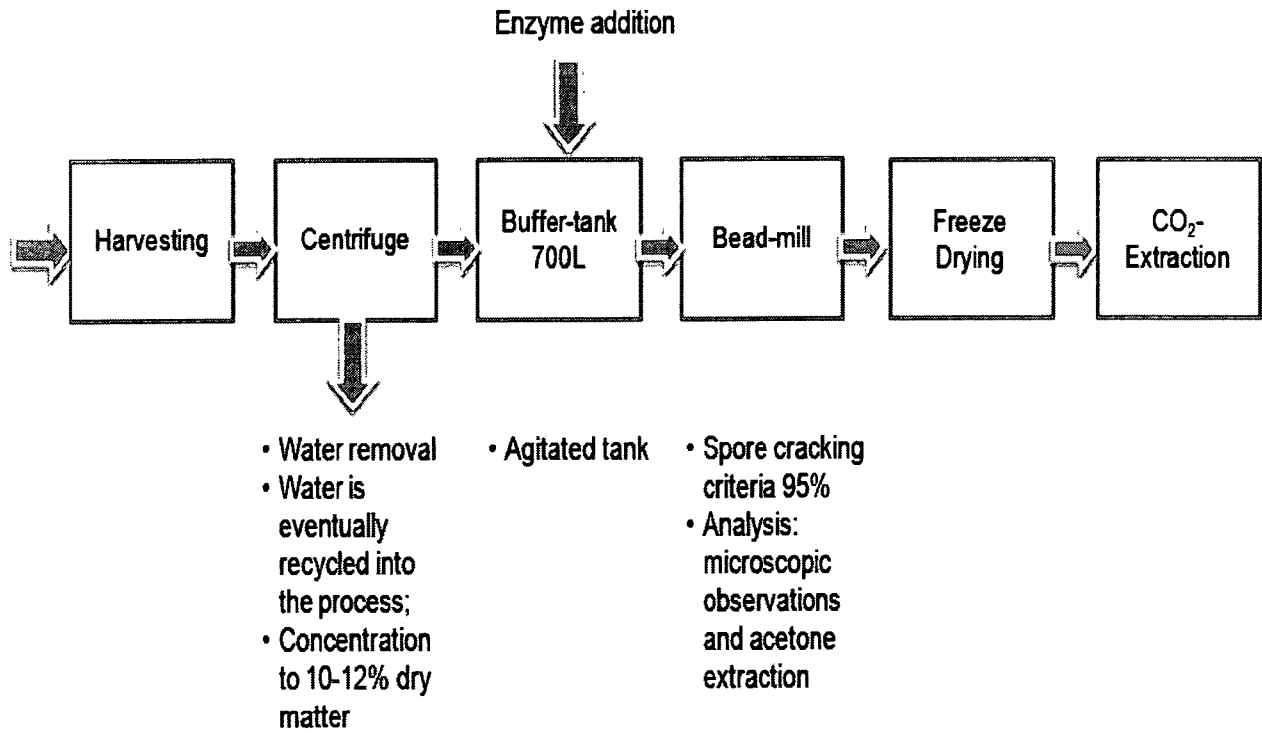 Enzyme addition
Harvesting
Centrifuge
Buffer-tank
700L
Bead-mill
Freeze
Drying
CO₂-
Extraction
• Water removal
• Water is
eventually
recycled into
the process;
• Concentration
to 10-12% dry
matter
• Agitated tank
• Spore cracking
criteria 95%
• Analysis:
microscopic
observations
and acetone
extraction